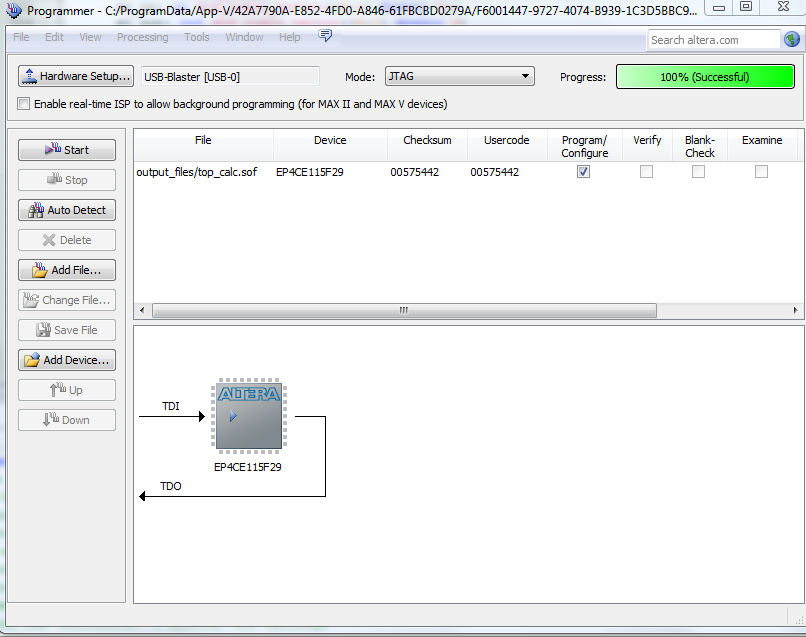 Programmer - C:/ProgramData/App-V/42A7790A-E852-4FD0-A846-61FBCBD0279A/F6001447-9727-4074-B939-1C3D5BBC9...
File Edit View Processing Tools Window Help
Search altera.com
Hardware Setup... USB-Blaster [USB-0] Mode: JTAG Progress: 100% (Successful)
Enable real-time ISP to allow background programming (for MAX II and MAX V devices)
Start
Stop
Auto Detect
Delete
Add File...
Change File...
Save File
Add Device...
Up
Down
File Device Checksum Usercode Program/ Verify Blank- Examine
Configure Check
output_files/top_calc.sof EP4CE115F29 00575442 00575442
ALTERA
TDI
EP4CE115F29
TDO